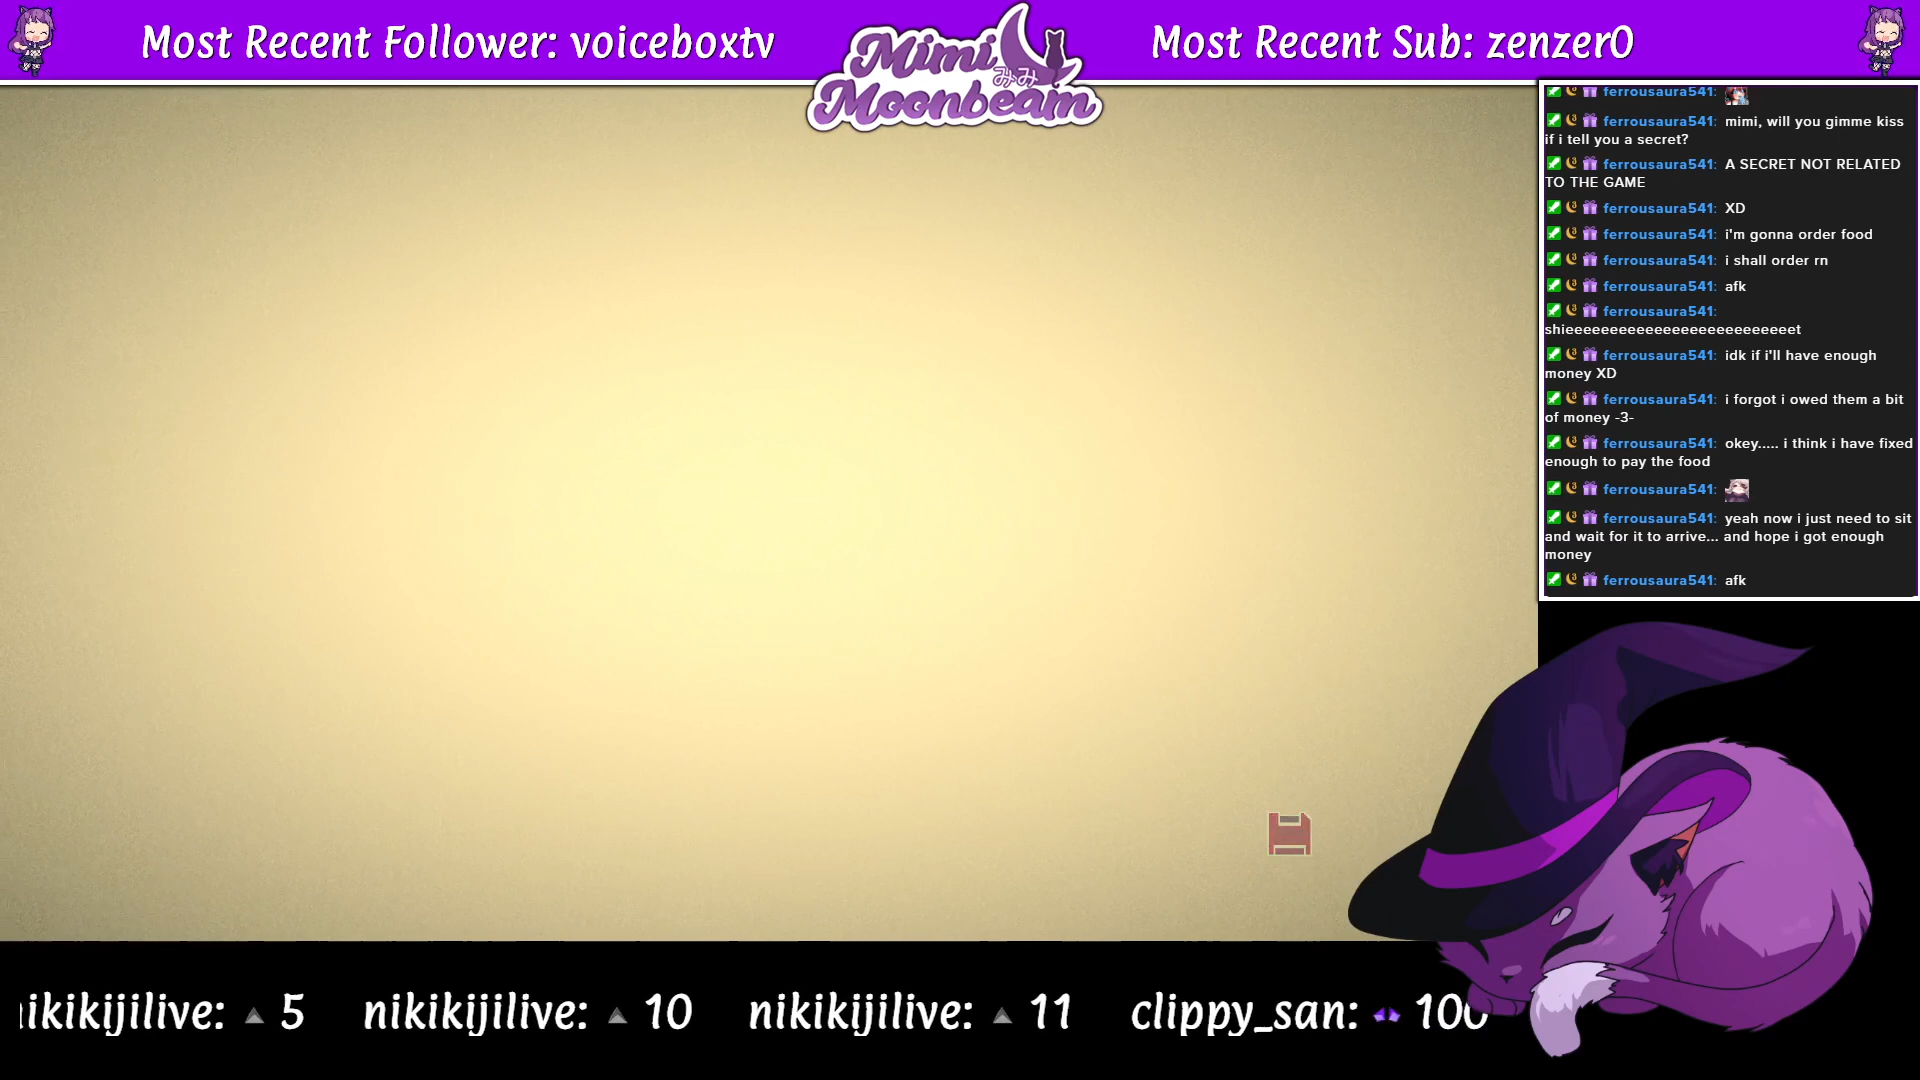 Most Recent Follower: voiceboxtv
Mimi
みみ
Moonbeam
Most Recent Sub: zenzer0
ferrousaura541:
ferrousaura541: mimi, will you gimme kiss
if i tell you a secret?
ferrousaura541: A SECRET NOT RELATED
TO THE GAME
ferrousaura541: XD
ferrousaura541: i'm gonna order food
ferrousaura541: i shall order rn
ferrousaura541: afk
ferrousaura541:
shieeeeeeeeeeeeeeeeeeeeeeeeeet
ferrousaura541: idk if i'll have enough
money XD
ferrousaura541: i forgot i owed them a bit
of money -3-
ferrousaura541: okey..... i think i have fixed
enough to pay the food
ferrousaura541:
ferrousaura541: yeah now i just need to sit
and wait for it to arrive... and hope i got enough
money
ferrousaura541: afk
ikikijilive: 5 nikikijilive: 10 nikikijilive: 11 clippy_san: 100